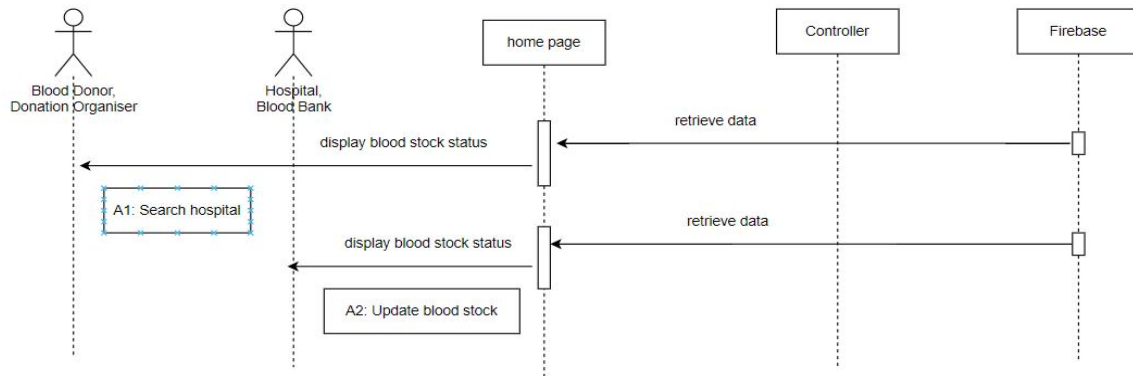 home page
Controller
Firebase
Blood Donor,
Donation Organiser
Hospital,
Blood Bank
retrieve data
display blood stock status
A1: Search hospital
retrieve data
display blood stock status
A2: Update blood stock